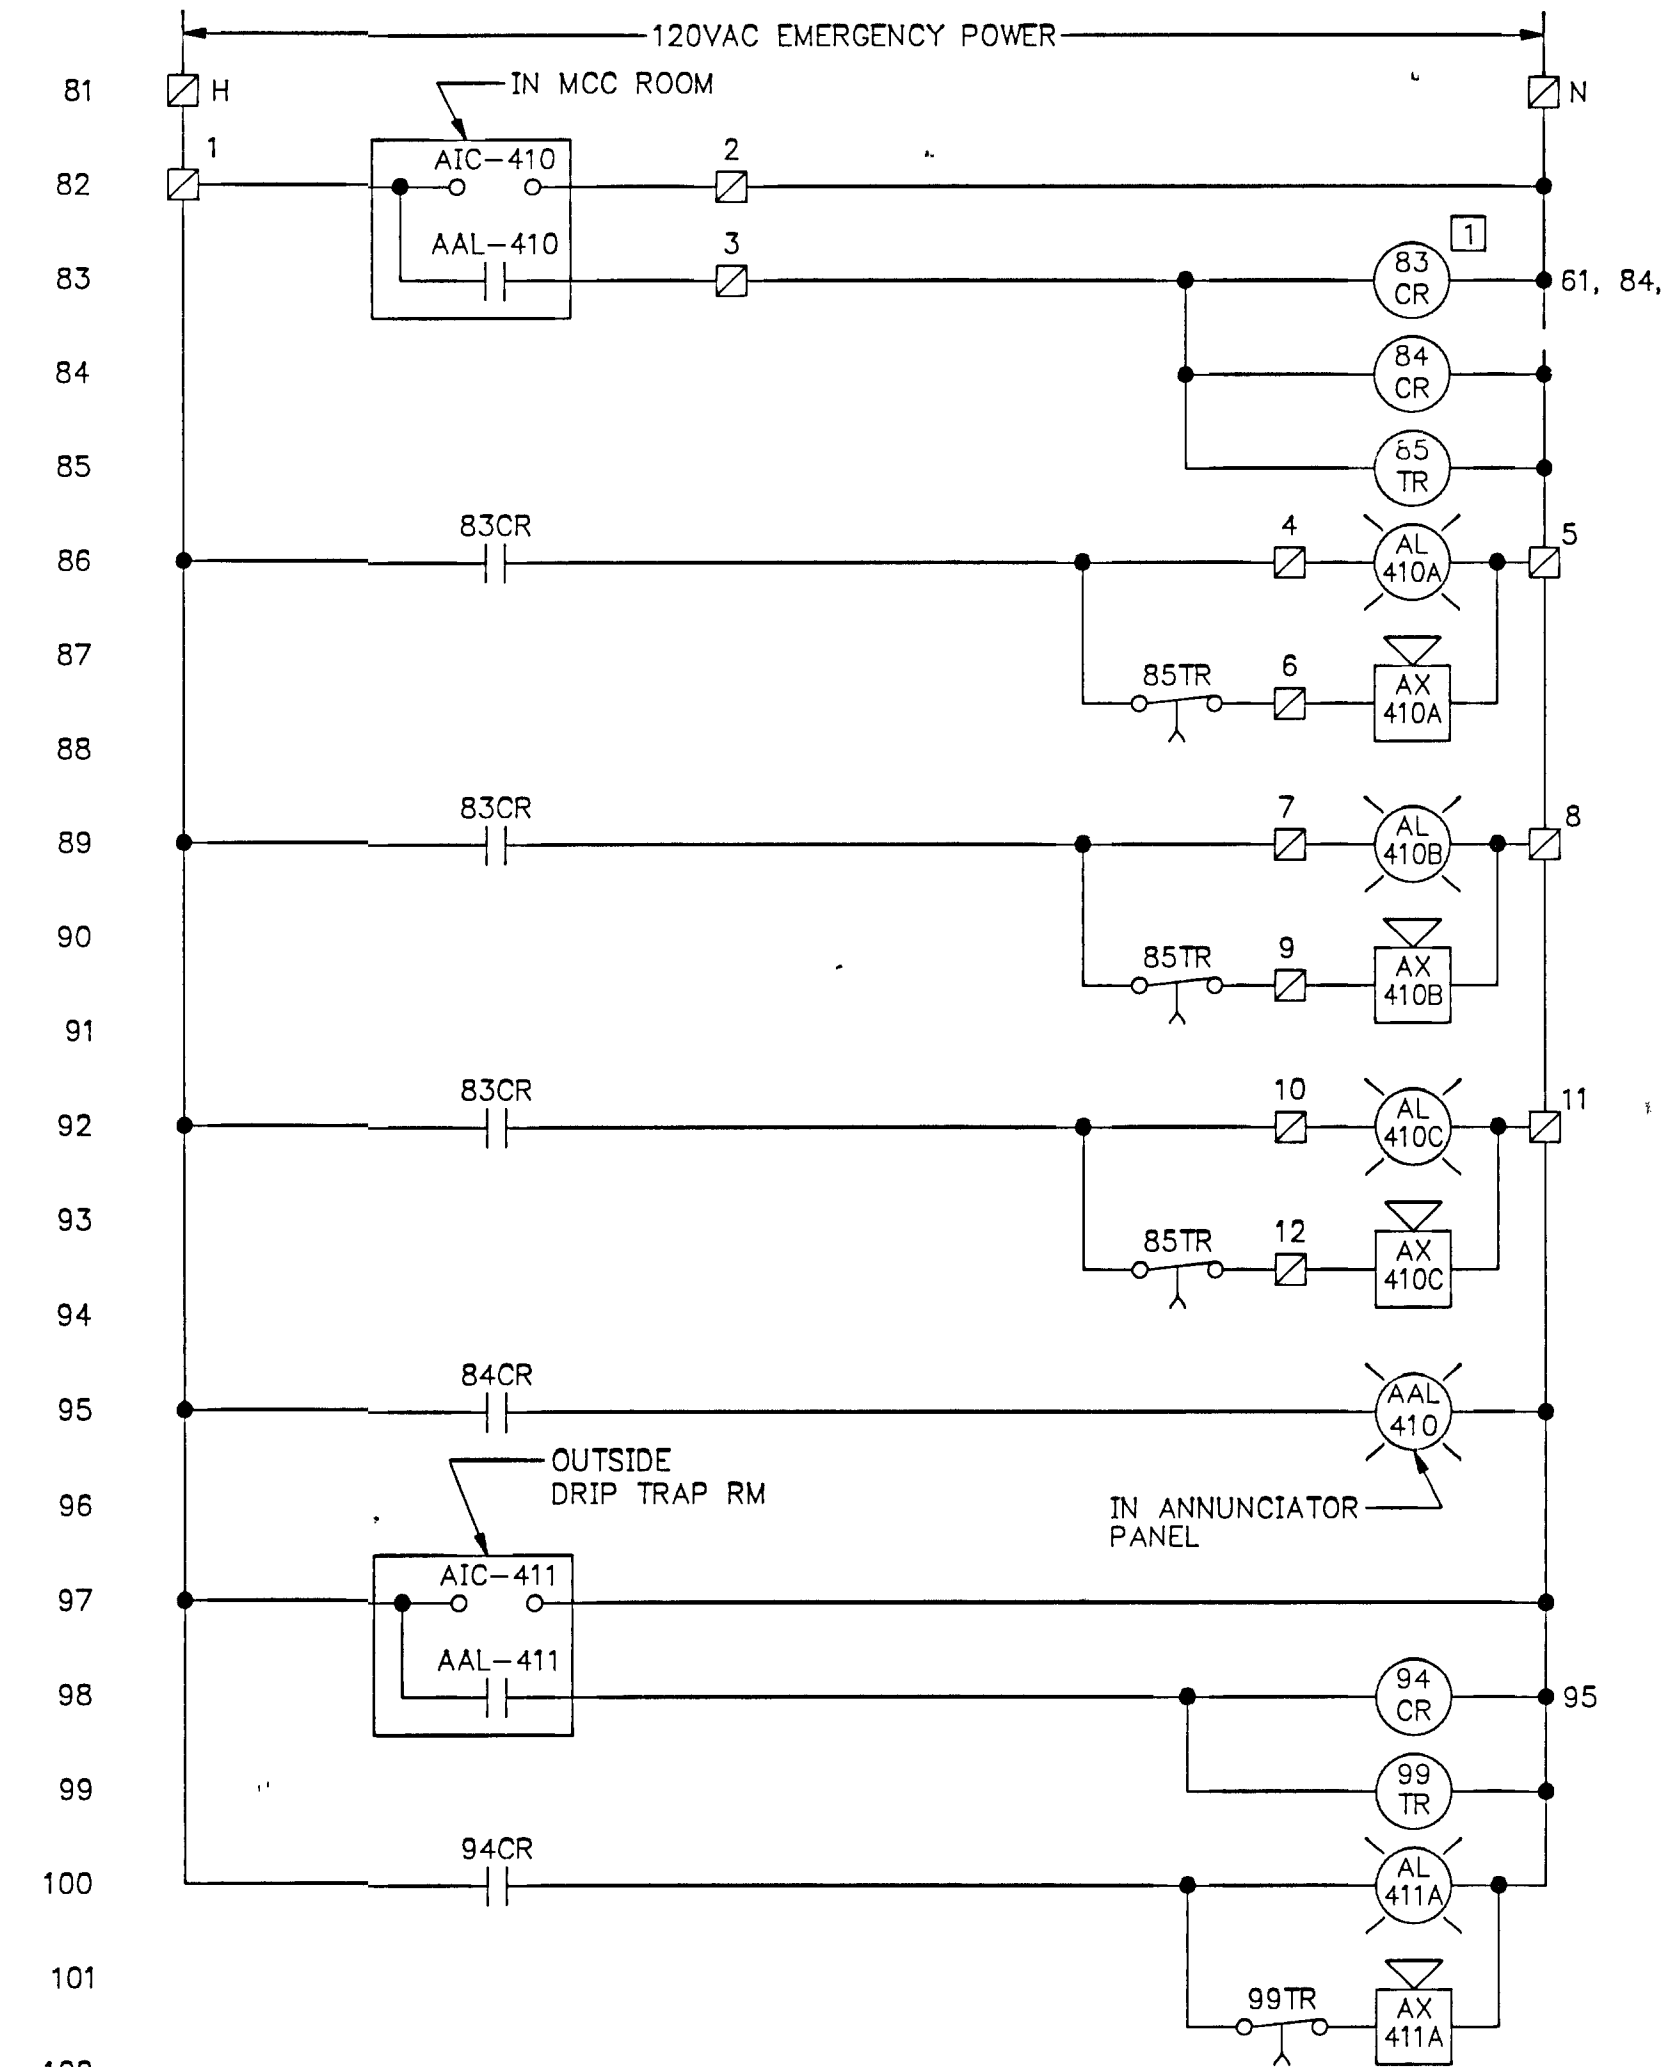 120VAC EMERGENCY POWER
81 H IN MCC ROOM N
1 AIC-410 2
82
AAL-410 3 1
83 83 CR 61, 84,
84 84 CR
85 85 TR
83CR 4 5
86 AL 410A
87 85TR 6 AX 410A
88
83CR 7 8
89 AL 410B
90 85TR 9 AX 410B
91
83CR 10 11
92 AL 410C
93 85TR 12 AX 410C
94
84CR
95 AAL 410
OUTSIDE
DRIP TRAP RM
96 IN ANNUNCIATOR
PANEL
AIC-411
97
AAL-411
98 94 CR 95
99 99 TR
94CR
100 AL 411A
101
99TR AX 411A